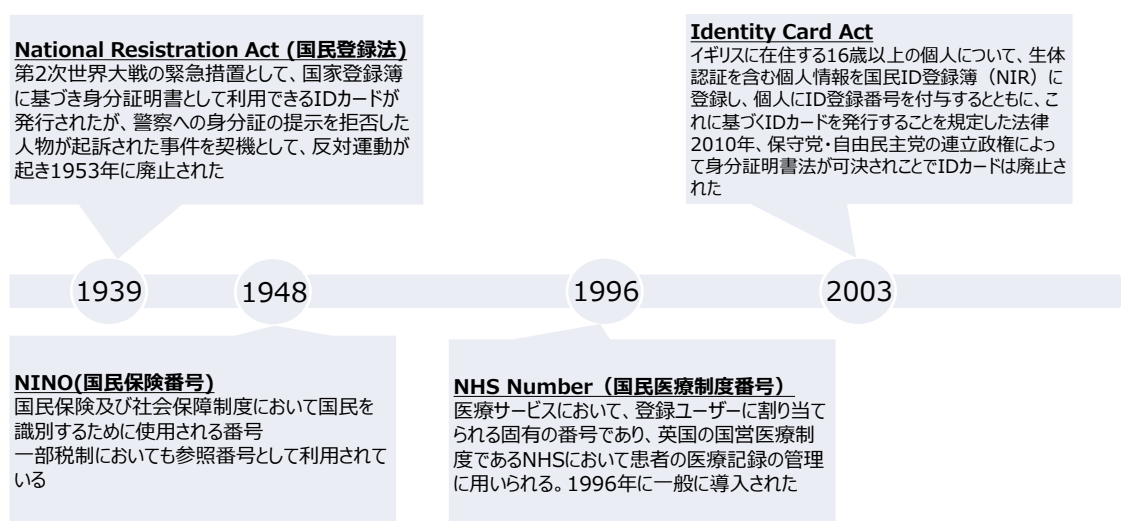 National Resistration Act (国民登録法)
第2次世界大戦の緊急措置として、国家登録簿
に基づき身分証明書として利用できるIDカードが
発行されたが、警察への身分証の提示を拒否した
人物が起訴された事件を契機として、反対運動が
起き1953年に廃止された
Identity Card Act
イギリスに在住する16歳以上の個人について、生体
認証を含む個人情報を国民ID登録簿（NIR）に
登録し、個人にID登録番号を付与するとともに、こ
れに基づくIDカードを発行することを規定した法律
2010年、保守党・自由民主党の連立政権によっ
て身分証明書法が可決されことでIDカードは廃止さ
れた
1939
1948
1996
2003
NINO(国民保険番号)
国民保険及び社会保障制度において国民を
識別するために使用される番号
一部税制においても参照番号として利用されて
いる
NHS Number（国民医療制度番号）
医療サービスにおいて、登録ユーザーに割り当て
られる固有の番号であり、英国の国営医療制
度であるNHSにおいて患者の医療記録の管理
に用いられる。1996年に一般に導入された